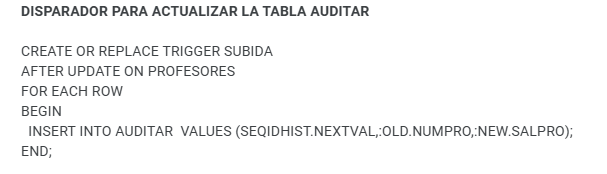 DISPARADOR PARA ACTUALIZAR LA TABLA AUDITAR
CREATE OR REPLACE TRIGGER SUBIDA
AFTER UPDATE ON PROFESORES
FOR EACH ROW
BEGIN
INSERT INTO AUDITAR  VALUES (SEQIDHIST.NEXTVAL,:OLD.NUMPRO,:NEW.SALPRO);
END;